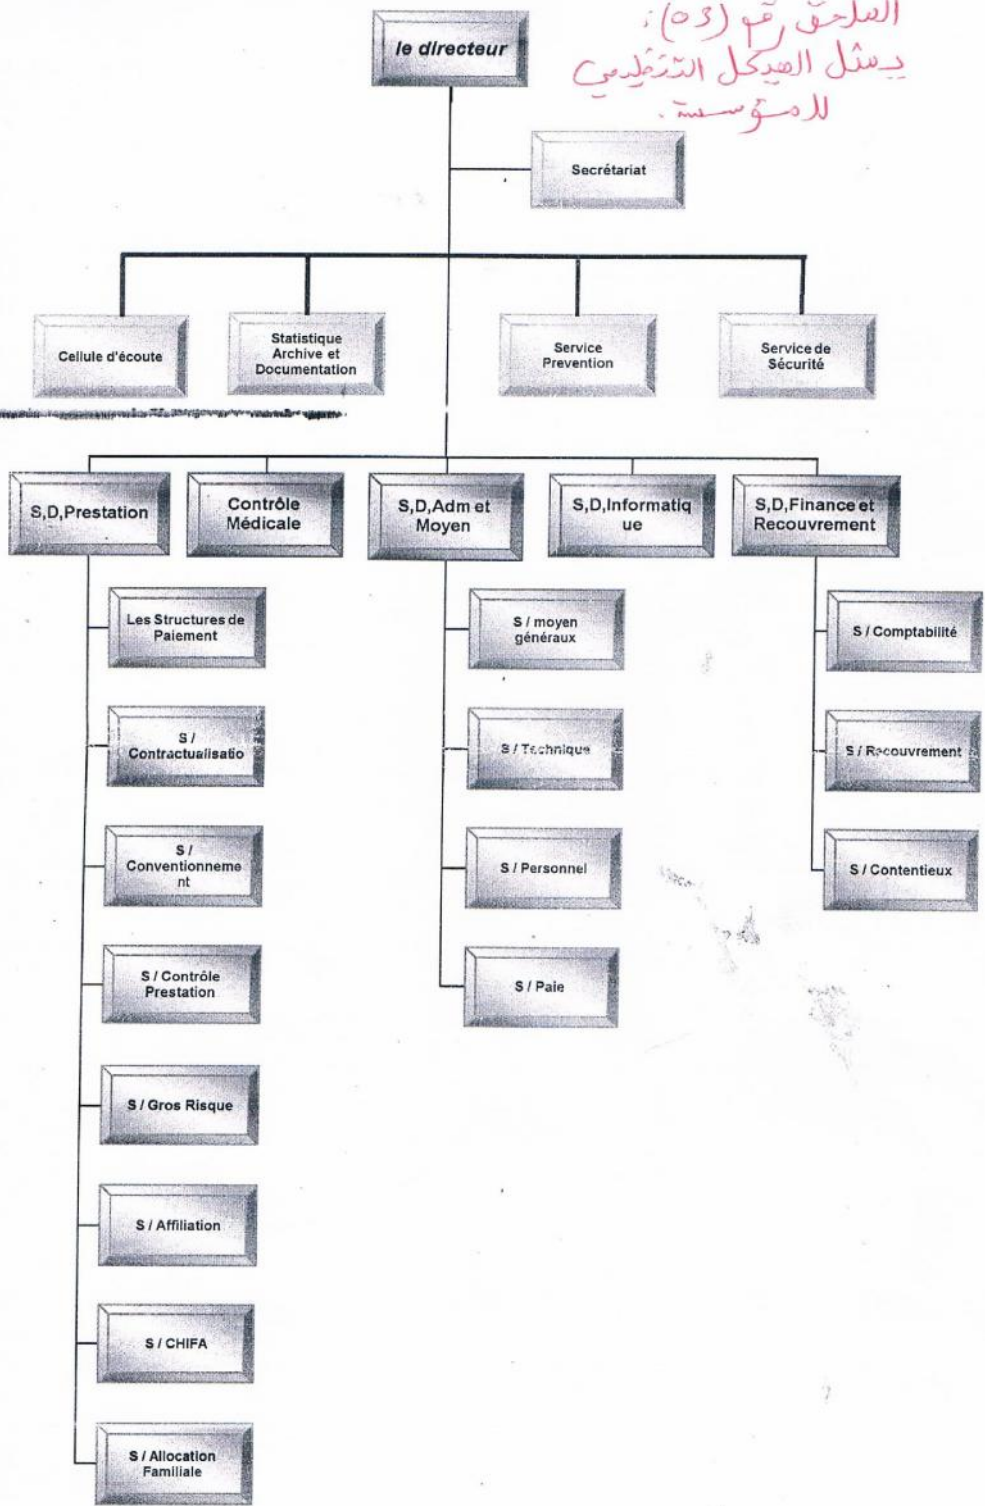 الملحق رقم (03):
يمثل الهيكل التنظيمي
للمؤسسة.
le directeur
Secrétariat
Cellule d'écoute
Statistique
Archive et
Documentation
Service
Prevention
Service de
Sécurité
S,D,Prestation
Contrôle
Médicale
S,D,Adm et
Moyen
S,D,Informatiq
ue
S,D,Finance et
Recouvrement
Les Structures de
Paiement
S /
Contractualisatio
S /
Conventionneme
nt
S / Contrôle
Prestation
S / Gros Risque
S / Affiliation
S / CHIFA
S / Allocation
Familiale
S / moyen
généraux
S / Technique
S / Personnel
S / Paie
S / Comptabilité
S / Recouvrement
S / Contentieux